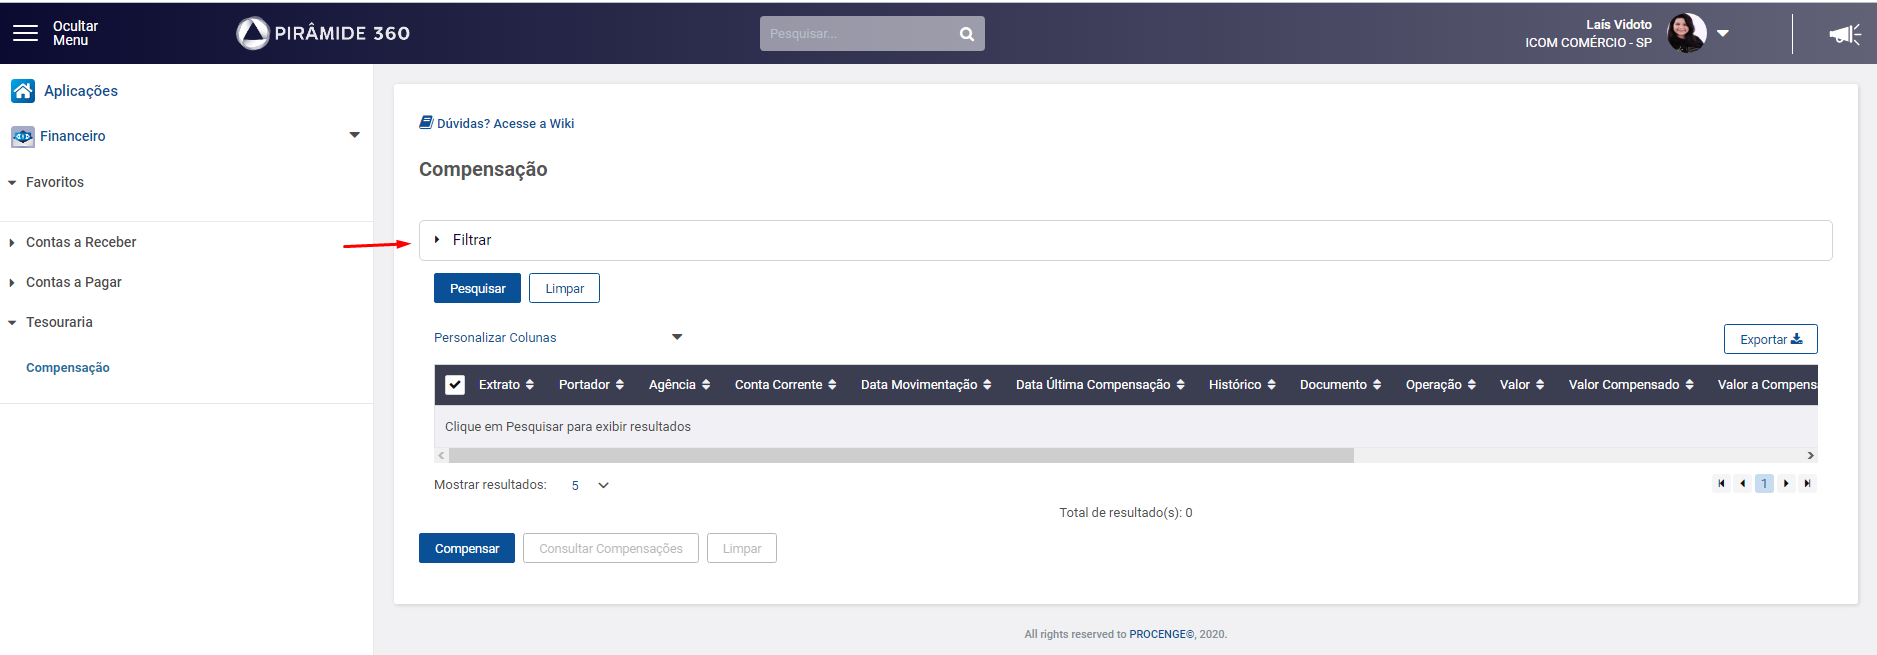 Ocultar
Menu
PIRÂMIDE 360
Pesquisar...
Laís Vidoto
ICOM COMÉRCIO - SP
Aplicações
Financeiro
Favoritos
Contas a Receber
Contas a Pagar
Tesouraria
Compensação
Dúvidas? Acesse a Wiki
Compensação
Filtrar
Pesquisar Limpar
Personalizar Colunas
Exportar
Extrato Portador Agência Conta Corrente Data Movimentação Data Última Compensação Histórico Documento Operação Valor Valor Compensado Valor a Compens
Clique em Pesquisar para exibir resultados
Mostrar resultados: 5
1
Total de resultado(s): 0
Compensar Consultar Compensações Limpar
All rights reserved to PROCENGE©, 2020.